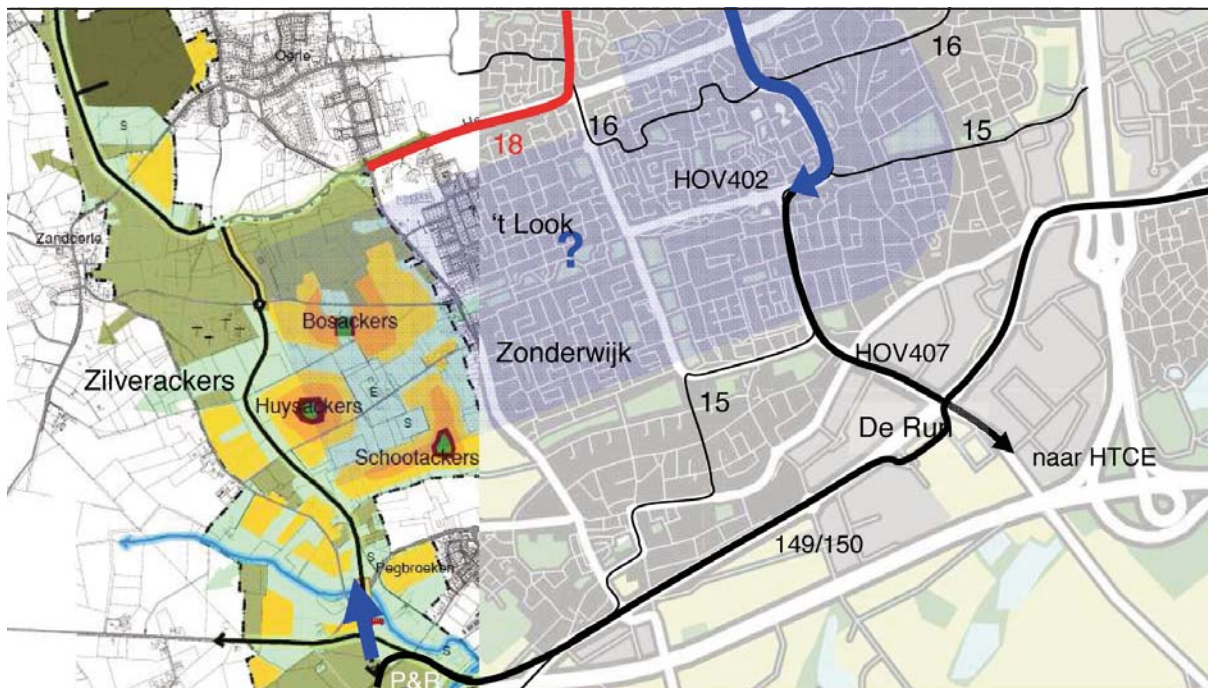 Oerle
16
16
18
15
HOV402
't Look
?
Zandoerle
Bosackers
Zonderwijk
HOV407
Zilverackers
Huysackers
15
De Run
Schootackers
naar HTCE
149/150
Pegbroeken
P&R